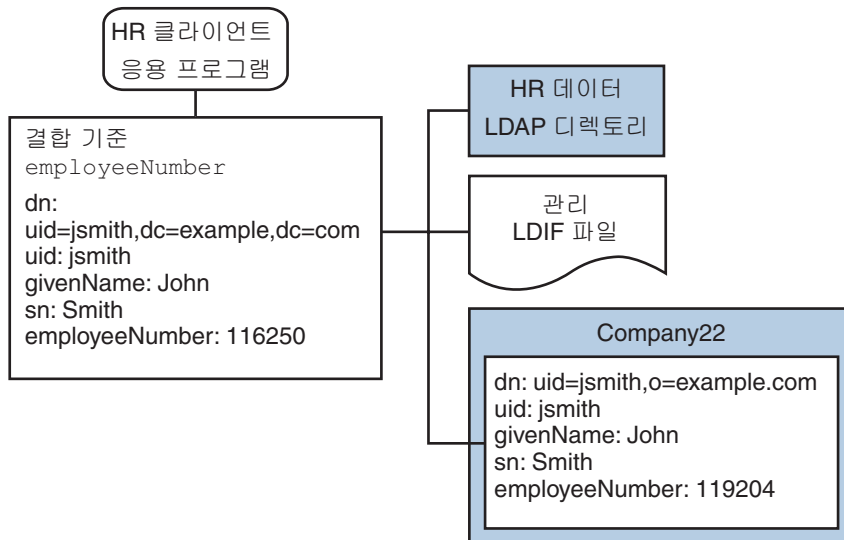 HR 클라이언트
응용 프로그램
결합 기준
employeeNumber
dn:
uid=jsmith,dc=example,dc=com
uid: jsmith
givenName: John
sn: Smith
employeeNumber: 116250
HR 데이터
LDAP 디렉토리
관리
LDIF 파일
Company22
dn: uid=jsmith,o=example.com
uid: jsmith
givenName: John
sn: Smith
employeeNumber: 119204